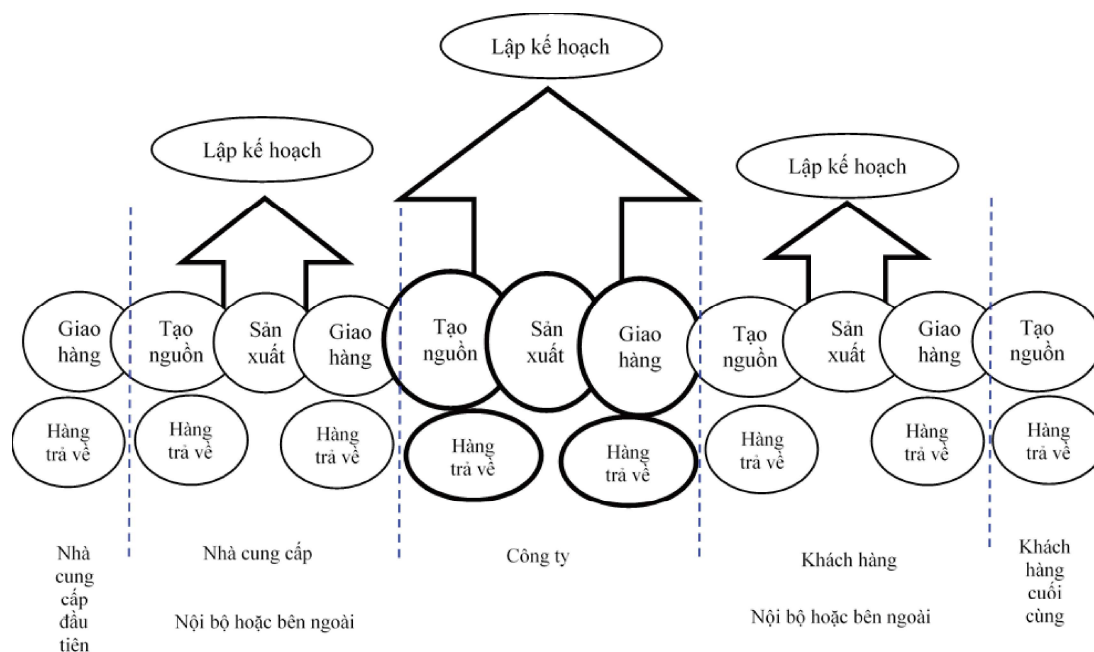 Lập kế hoạch
Lập kế hoạch
Lập kế hoạch
Giao
hàng
Tạo
nguồn
Sản
xuất
Giao
hàng
Tạo
nguồn
Sản
xuất
Giao
hàng
Tạo
nguồn
Sản
xuất
Giao
hàng
Tạo
nguồn
Hàng
trả về
Hàng
trả về
Hàng
trả về
Hàng
trả về
Hàng
trả về
Hàng
trả về
Hàng
trả về
Hàng
trả về
Nhà
cung
cấp
đầu
tiên
Nhà cung cấp
Nội bộ hoặc bên ngoài
Công ty
Khách hàng
Nội bộ hoặc bên ngoài
Khách
hàng
cuối
cùng